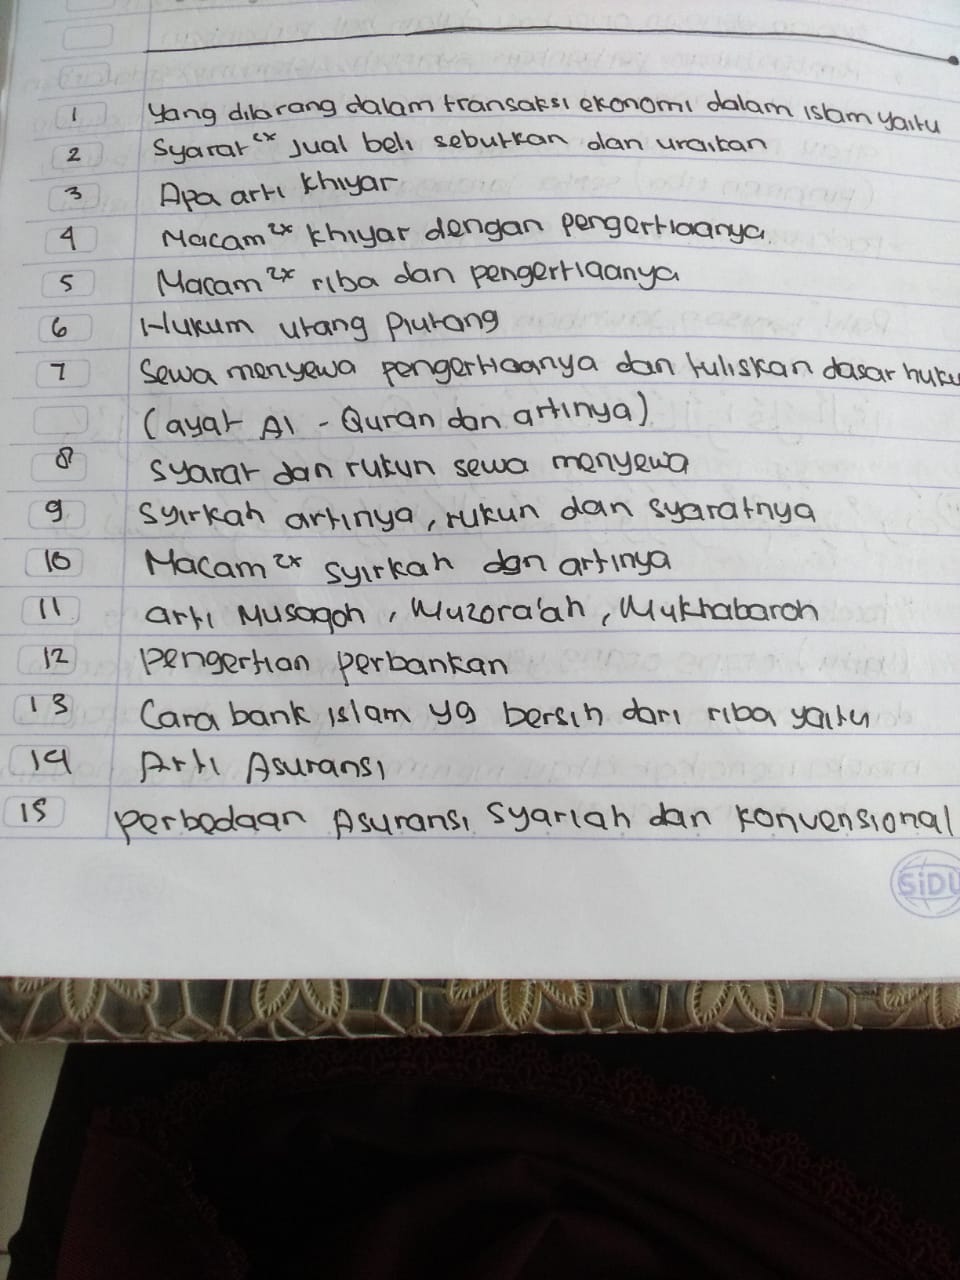 1 Yang dilarang dalam transaksi ekonomi dalam islam yaitu
2 Syarat 2x jual beli sebutkan dan uraikan
3 Apa arti khiyar
4 Macam 2x khiyar dengan pengertiaanya
5 Macam 2x riba dan pengertiaanya
6 Hukum utang piutang
7 Sewa menyewa pengertiaanya dan tuliskan dasar huku
(ayat Al - Quran dan artinya)
8 syarat dan rukun sewa menyewa
9 Syirkah artinya, rukun dan syaratnya
10 Macam 2x syirkah dan artinya
11 arti Musaqoh, Muzora'ah, Mukhabaroh
12 pengertian perbankan
13 Cara bank islam yg bersih dari riba yaitu
14 Arti Asuransi
15 perbedaan Asuransi Syariah dan konvensional
SiDU